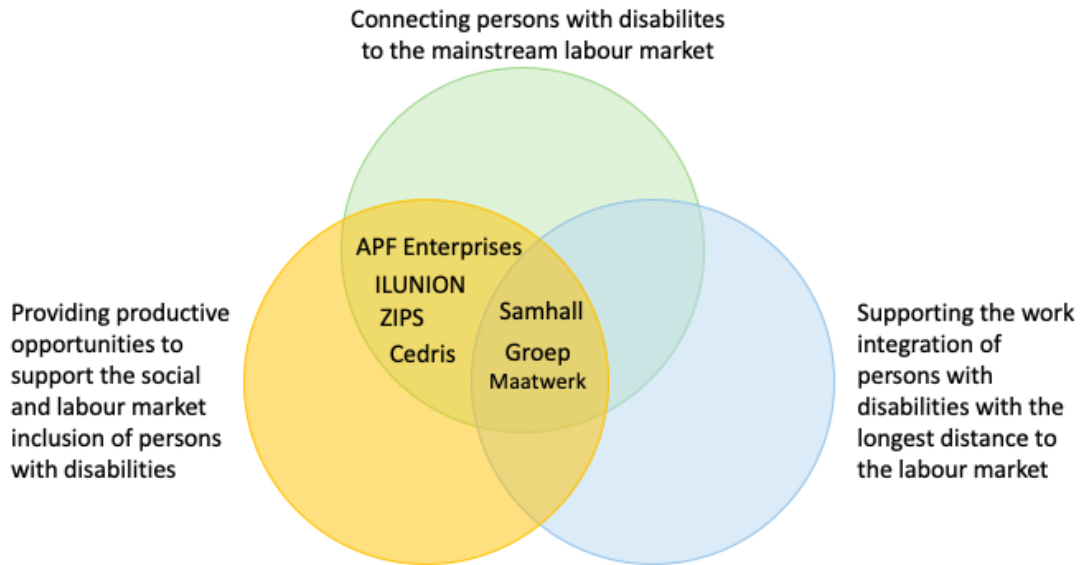 Connecting persons with disabilites
to the mainstream labour market
APF Enterprises
ILUNION
ZIPS
Cedris
Samhall
Groep
Maatwerk
Providing productive
opportunities to
support the social
and labour market
inclusion of persons
with disabilities
Supporting the work
integration of
persons with
disabilities with the
longest distance to
the labour market